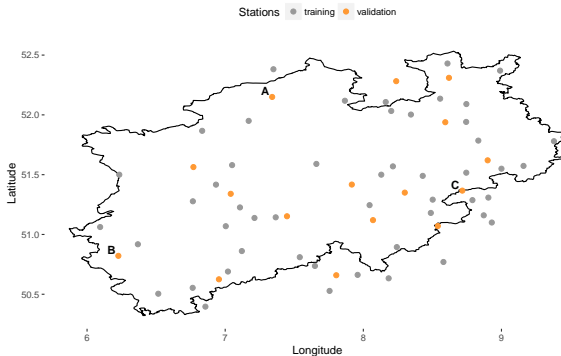 Stations training validation
52.5
52.0
51.5
51.0
50.5
Latitude
A
B
C
6 7 8 9
Longitude